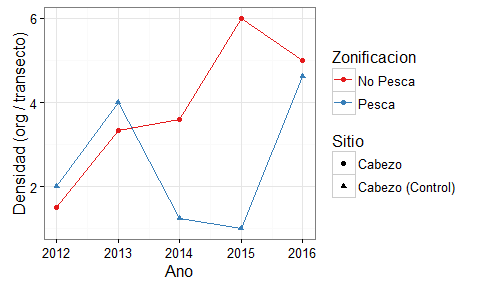 6
4
2
Densidad (org / transecto)
2012 2013 2014 2015 2016
Ano
Zonificacion
No Pesca
Pesca
Sitio
Cabezo
Cabezo (Control)